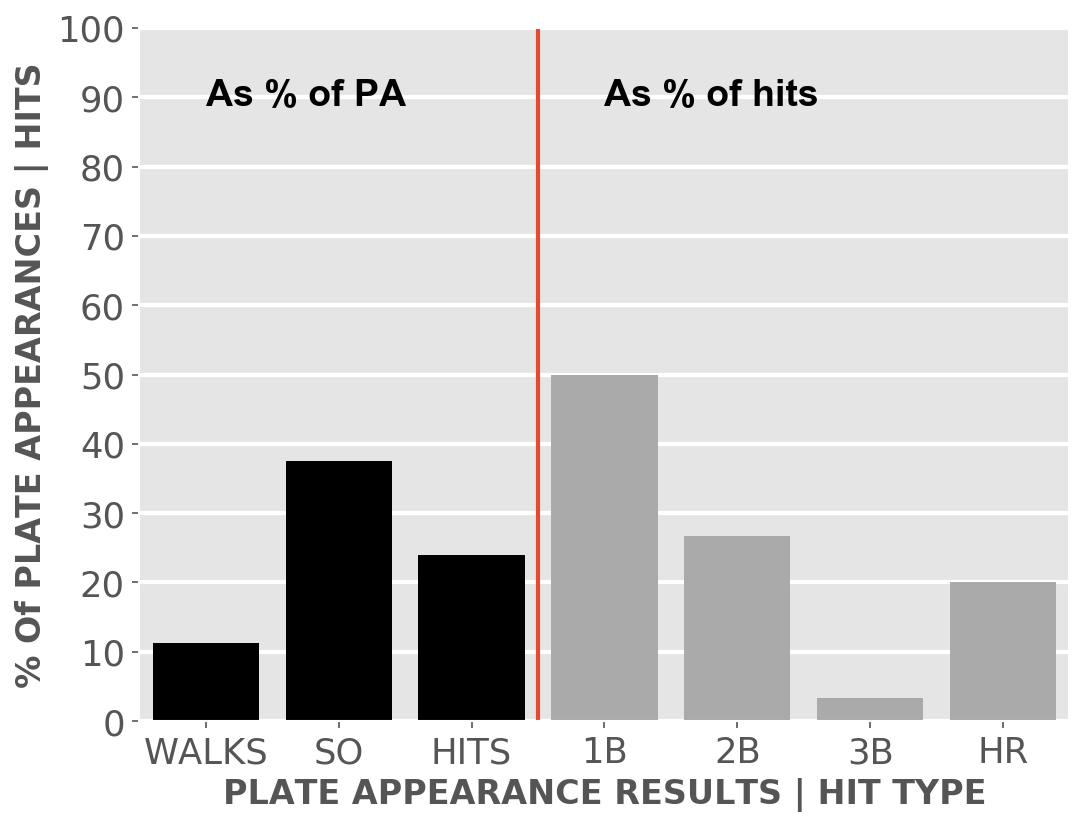 % Of PLATE APPEARANCES | HITS
100
90
80
70
60
50
40
30
20
10
0
As % of PA
As % of hits
WALKS SO HITS 1B 2B 3B HR
PLATE APPEARANCE RESULTS | HIT TYPE